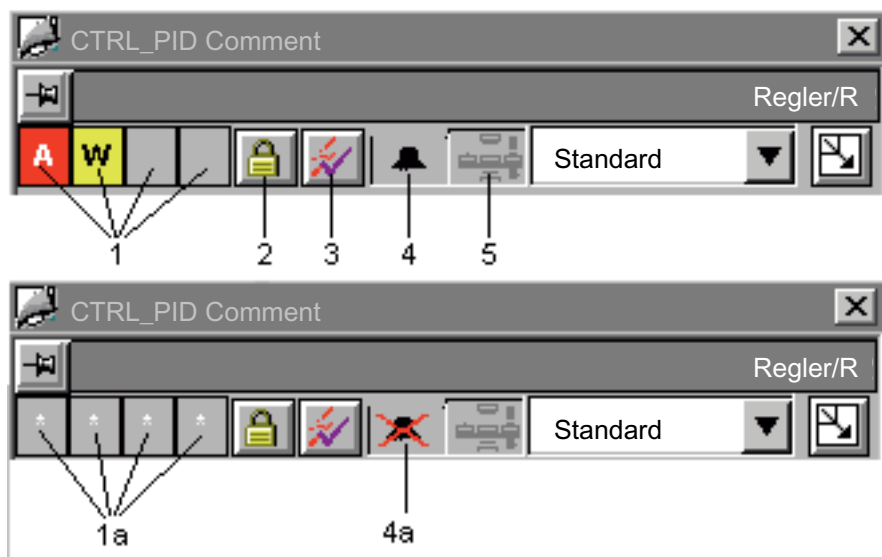 CTRL_PID Comment
Regler/R
A W Standard
1 2 3 4 5
CTRL_PID Comment
Regler/R
* * * * Standard
1a 4a